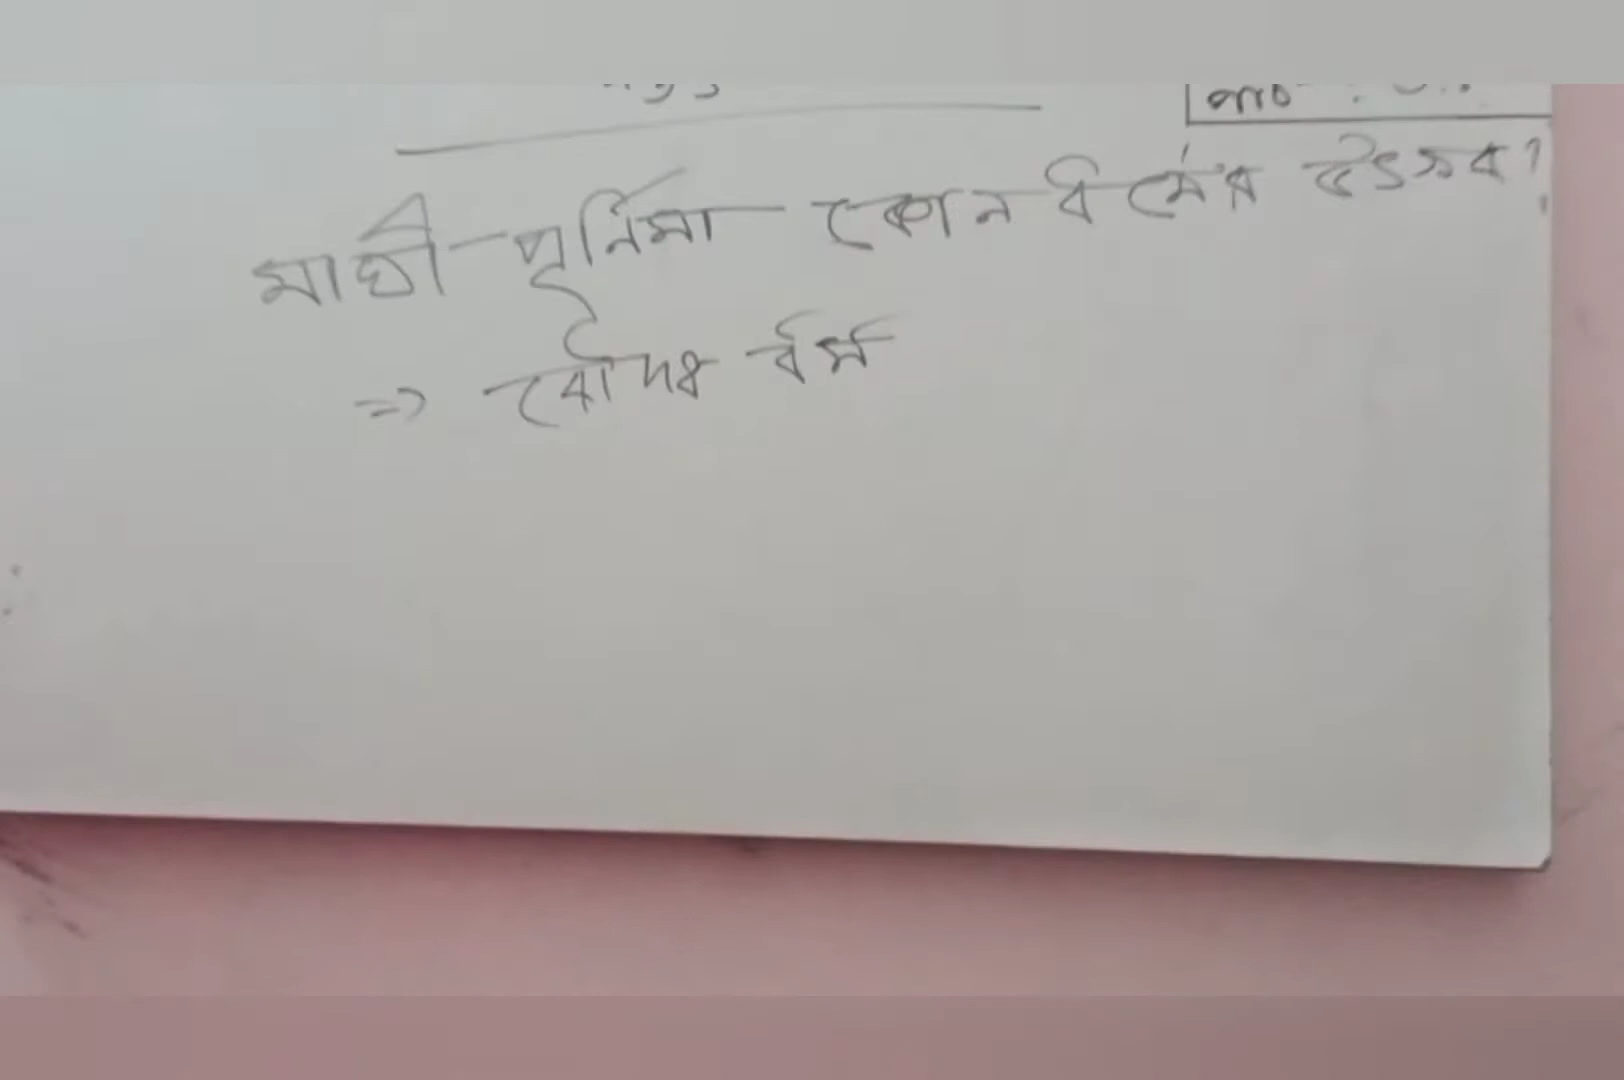 মাঘী পূর্নিমা কোন ধর্মের উৎসব?
=> বৌদ্ধ ধর্ম